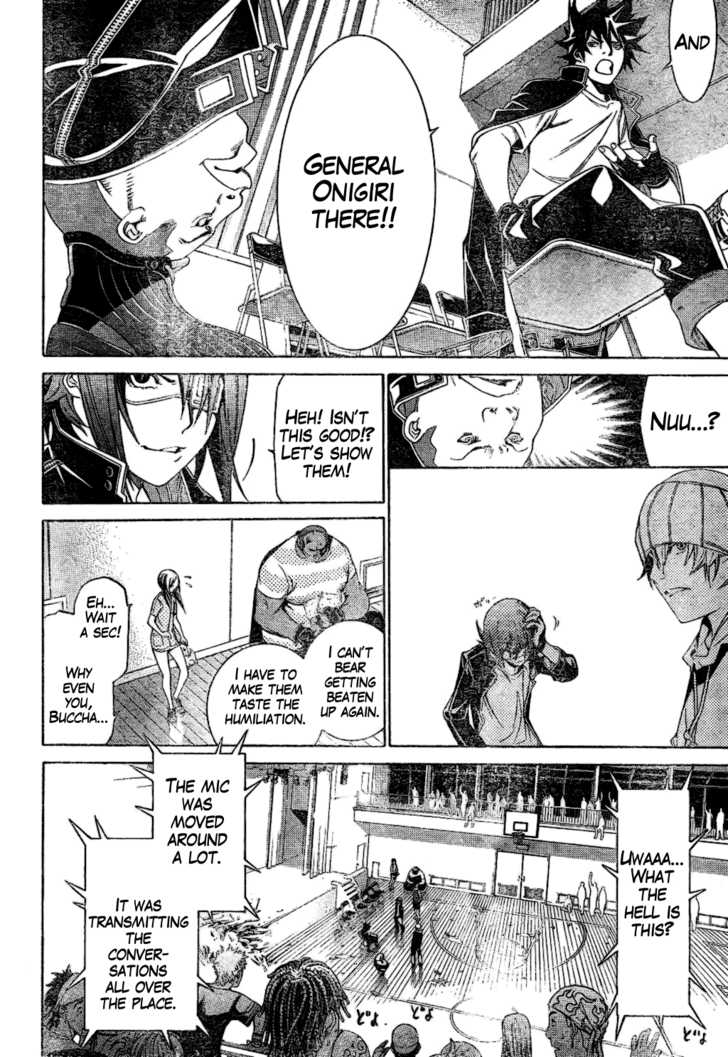 AND
GENERAL
ONIGIRI
THERE!!
NUU...?
HEH! ISN'T
THIS GOOD!?
LET'S SHOW
THEM!
I CAN'T
BEAR
GETTING
BEATEN
UP AGAIN.
I HAVE TO
MAKE THEM
TASTE THE
HUMILIATION.
EH...
WAIT
A SEC!
WHY
EVEN
YOU,
BUCCHA...
UWAAA...
WHAT
THE
HELL IS
THIS?
THE MIC
WAS
MOVED
AROUND
A LOT.
IT WAS
TRANSMITTING
THE
CONVER-
SATIONS
ALL OVER
THE PLACE.